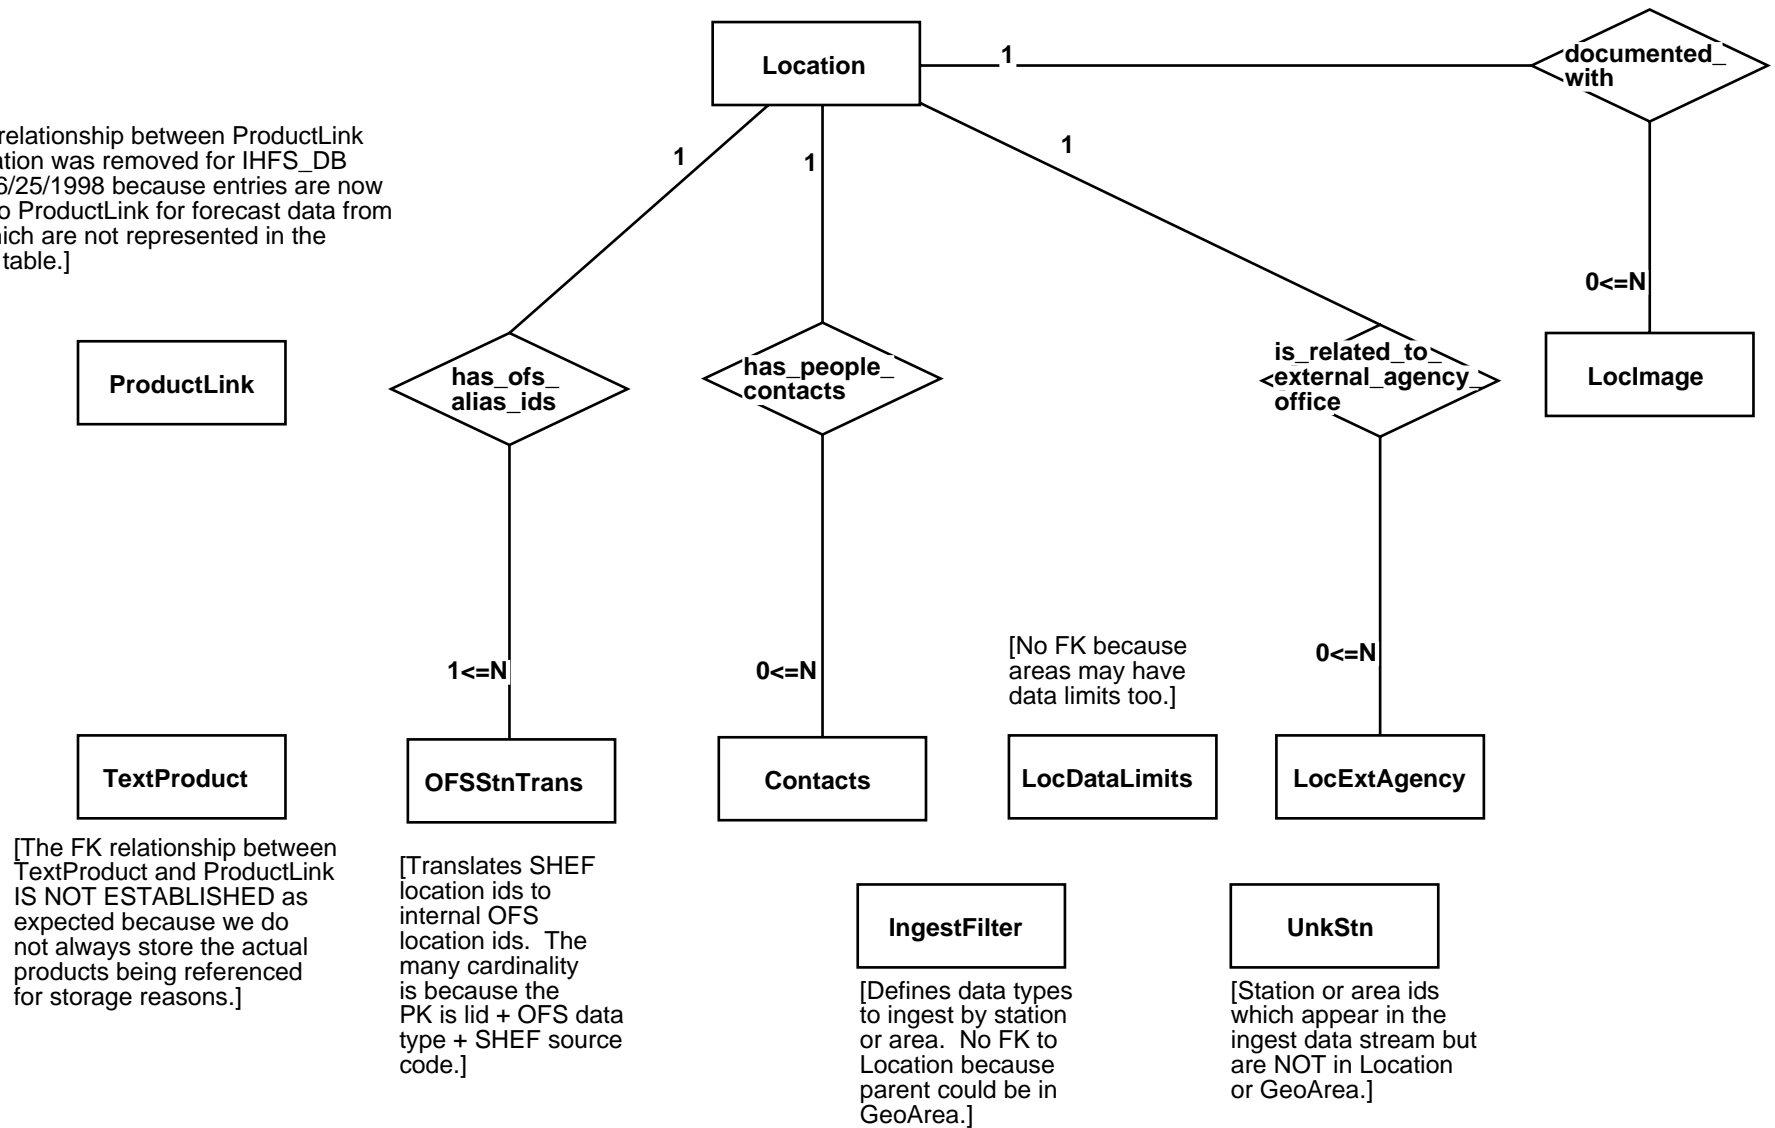 Location
1
documented_
with
relationship between ProductLink
ation was removed for IHFS_DB
6/25/1998 because entries are now
o ProductLink for forecast data from
hich are not represented in the
table.]
1
1
1
0<=N
ProductLink
has_ofs_
alias_ids
has_people_
contacts
is_related_to_
external_agency_
office
LocImage
1<=N
0<=N
[No FK because
areas may have
data limits too.]
0<=N
TextProduct
OFSStnTrans
Contacts
LocDataLimits
LocExtAgency
[The FK relationship between
TextProduct and ProductLink
IS NOT ESTABLISHED as
expected because we do
not always store the actual
products being referenced
for storage reasons.]
[Translates SHEF
location ids to
internal OFS
location ids.  The
many cardinality
is because the
PK is lid + OFS data
type + SHEF source
code.]
IngestFilter
[Defines data types
to ingest by station
or area.  No FK to
Location because
parent could be in
GeoArea.]
UnkStn
[Station or area ids
which appear in the
ingest data stream but
are NOT in Location
or GeoArea.]